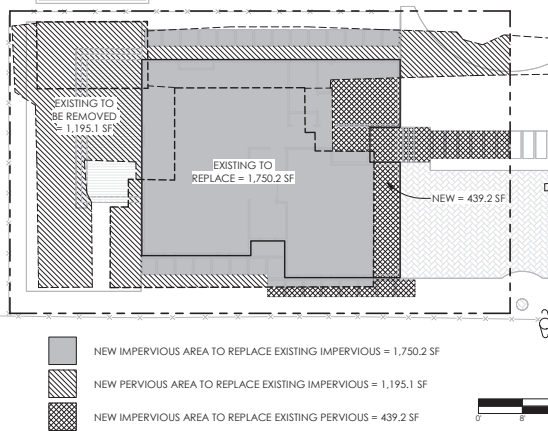 EXISTING TO
BE REMOVED
= 1,195.1 SF
EXISTING TO
REPLACE = 1,750.2 SF
NEW = 439.2 SF
NEW IMPERVIOUS AREA TO REPLACE EXISTING IMPERVIOUS = 1,750.2 SF
NEW PERVIOUS AREA TO REPLACE EXISTING IMPERVIOUS = 1,195.1 SF
NEW IMPERVIOUS AREA TO REPLACE EXISTING PERVIOUS = 439.2 SF
0' 8'